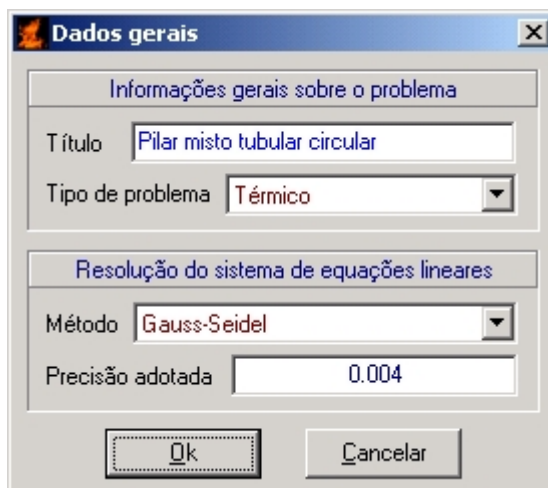 Dados gerais
Informações gerais sobre o problema
Título Pilar misto tubular circular
Tipo de problema Térmico
Resolução do sistema de equações lineares
Método Gauss-Seidel
Precisão adotada 0.004
Ok Cancelar